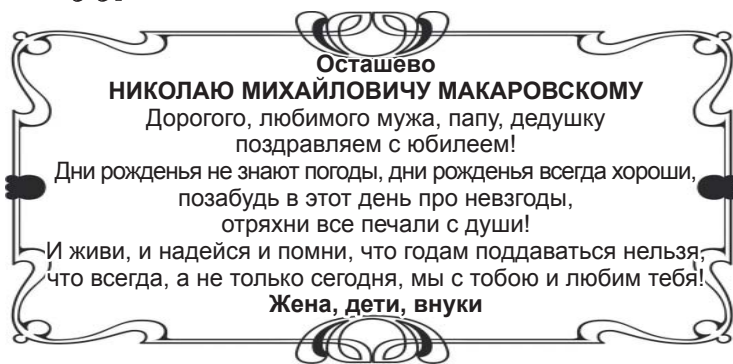 Осташево
НИКОЛАЮ МИХАЙЛОВИЧУ МАКАРОВСКОМУ
Дорогого, любимого мужа, папу, дедушку
поздравляем с юбилеем!
Дни рожденья не знают погоды, дни рожденья всегда хороши,
позабудь в этот день про невзгоды,
отряхни все печали с души!
И живи, и надейся и помни, что годам поддаваться нельзя,
что всегда, а не только сегодня, мы с тобою и любим тебя!
Жена, дети, внуки